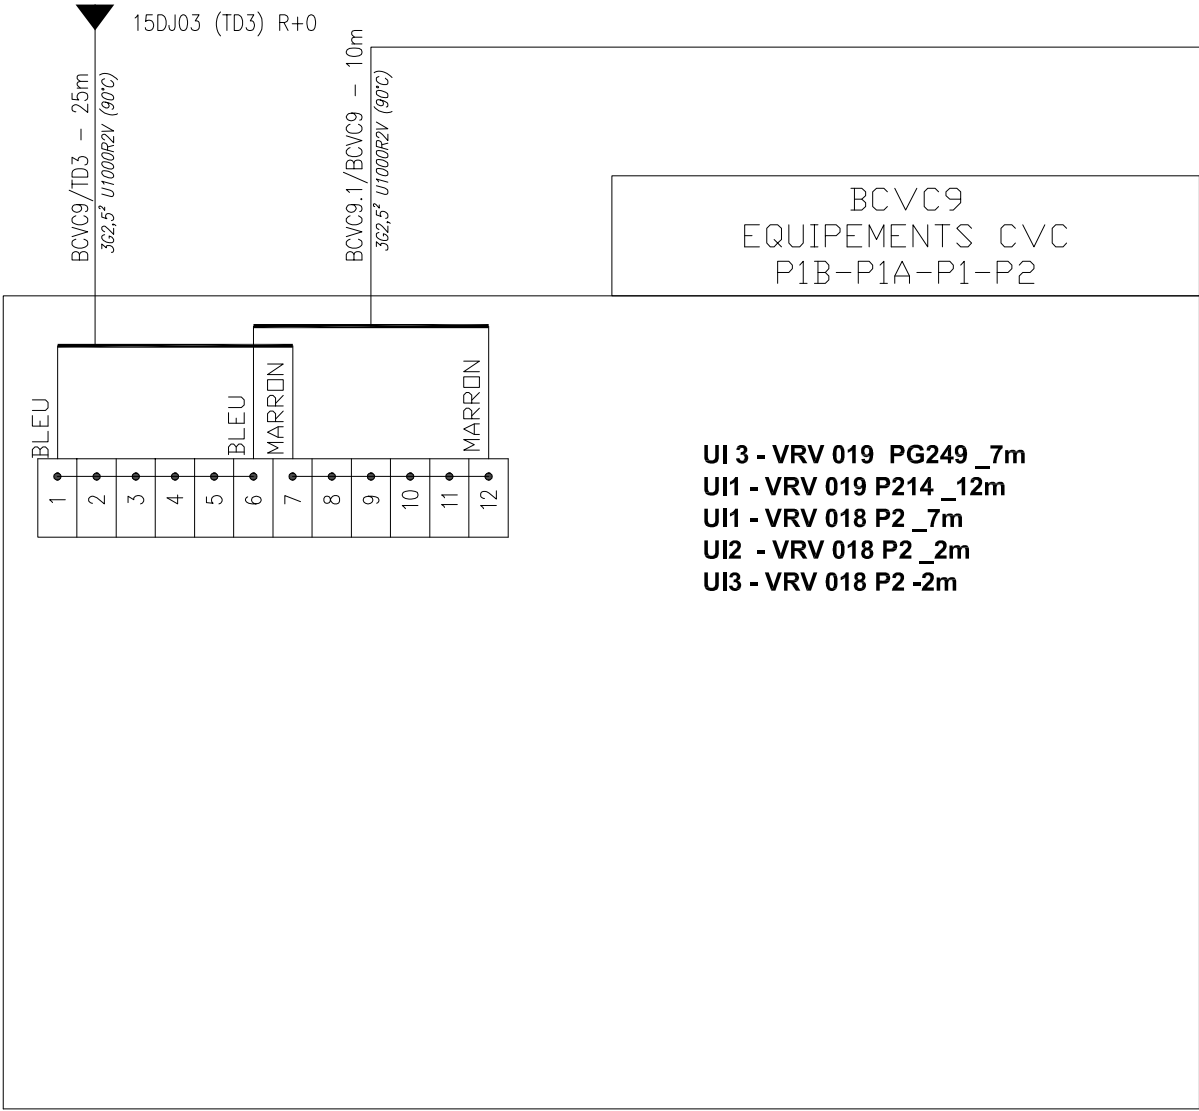 15DJ03 (TD3) R+0
BCVC9/TD3 - 25m
3G2,5² U1000R2V (90°C)
BCVC9.1/BCVC9 - 10m
3G2,5² U1000R2V (90°C)
BCVC9
EQUIPEMENTS CVC
P1B-P1A-P1-P2
BLEU
BLEU
MARRON
MARRON
1 2 3 4 5 6 7 8 9 10 11 12
UI 3 - VRV 019 PG249 _7m
UI1 - VRV 019 P214 _12m
UI1 - VRV 018 P2 _7m
UI2 - VRV 018 P2 _2m
UI3 - VRV 018 P2 -2m